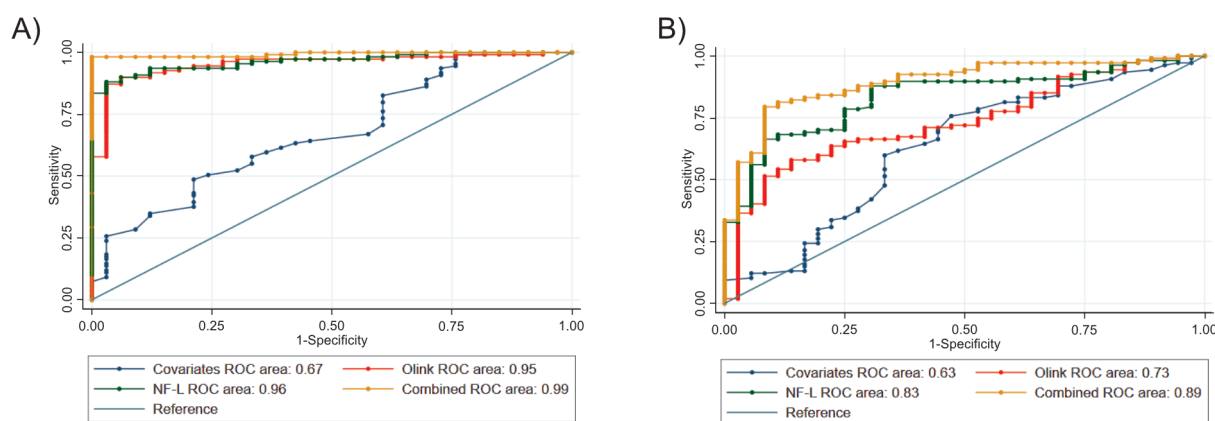 A)
Sensitivity
1.00
0.75
0.50
0.25
0.00
0.00 0.25 0.50 0.75 1.00
1-Specificity
Covariates ROC area: 0.67 Olink ROC area: 0.95
NF-L ROC area: 0.96 Combined ROC area: 0.99
Reference
B)
Sensitivity
1.00
0.75
0.50
0.25
0.00
0.00 0.25 0.50 0.75 1.00
1-Specificity
Covariates ROC area: 0.63 Olink ROC area: 0.73
NF-L ROC area: 0.83 Combined ROC area: 0.89
Reference